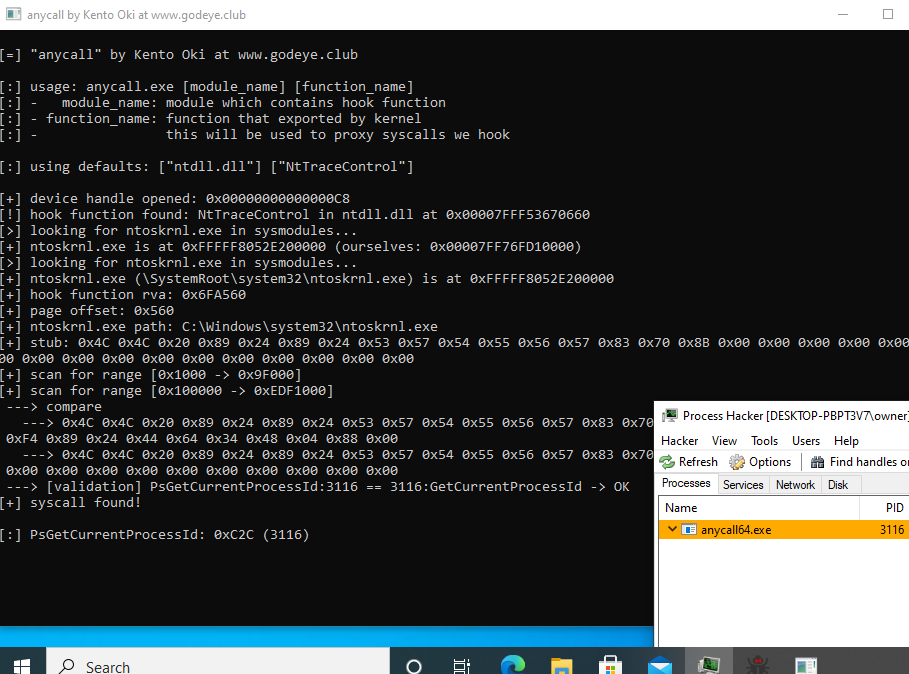 anycall by Kento Oki at www.godeye.club
[=] "anycall" by Kento Oki at www.godeye.club
[:] usage: anycall.exe [module_name] [function_name]
[:] -   module_name: module which contains hook function
[:] - function_name: function that exported by kernel
[:] -                this will be used to proxy syscalls we hook
[:] using defaults: ["ntdll.dll"] ["NtTraceControl"]
[+] device handle opened: 0x00000000000000C8
[!] hook function found: NtTraceControl in ntdll.dll at 0x00007FFF53670660
[>] looking for ntoskrnl.exe in sysmodules...
[+] ntoskrnl.exe is at 0xFFFFF8052E200000 (ourselves: 0x00007FF76FD10000)
[>] looking for ntoskrnl.exe in sysmodules...
[+] ntoskrnl.exe (\SystemRoot\system32\ntoskrnl.exe) is at 0xFFFFF8052E200000
[+] hook function rva: 0x6FA560
[+] page offset: 0x560
[+] ntoskrnl.exe path: C:\Windows\system32\ntoskrnl.exe
[+] stub: 0x4C 0x4C 0x20 0x89 0x24 0x89 0x24 0x53 0x57 0x54 0x55 0x56 0x57 0x83 0x70 0x8B 0x00 0x00 0x00 0x00 0x00
00 0x00 0x00 0x00 0x00 0x00 0x00 0x00 0x00 0x00 0x00
[+] scan for range [0x1000 -> 0x9F000]
[+] scan for range [0x100000 -> 0xEDF1000]
---> compare
---> 0x4C 0x4C 0x20 0x89 0x24 0x89 0x24 0x53 0x57 0x54 0x55 0x56 0x57 0x83 0x70
0xF4 0x89 0x24 0x44 0x64 0x34 0x48 0x04 0x88 0x00
---> 0x4C 0x4C 0x20 0x89 0x24 0x89 0x24 0x53 0x57 0x54 0x55 0x56 0x57 0x83 0x70
0x00 0x00 0x00 0x00 0x00 0x00 0x00 0x00 0x00 0x00
---> [validation] PsGetCurrentProcessId:3116 == 3116:GetCurrentProcessId -> OK
[+] syscall found!
[:] PsGetCurrentProcessId: 0xC2C (3116)
Process Hacker [DESKTOP-PBPT3V7\owner]
Hacker View Tools Users Help
Refresh Options Find handles or
Processes Services Network Disk
Name PID
anycall64.exe 3116
Search